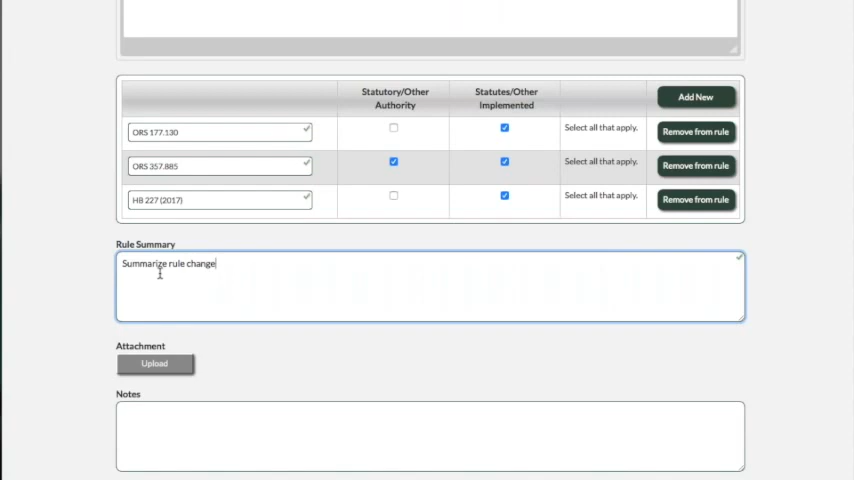 Statutory/Other Authority
Statutes/Other Implemented
Add New
ORS 177.130
Select all that apply.
Remove from rule
ORS 357.885
Select all that apply.
Remove from rule
HB 227 (2017)
Select all that apply.
Remove from rule
Rule Summary
Summarize rule change
Attachment
Upload
Notes